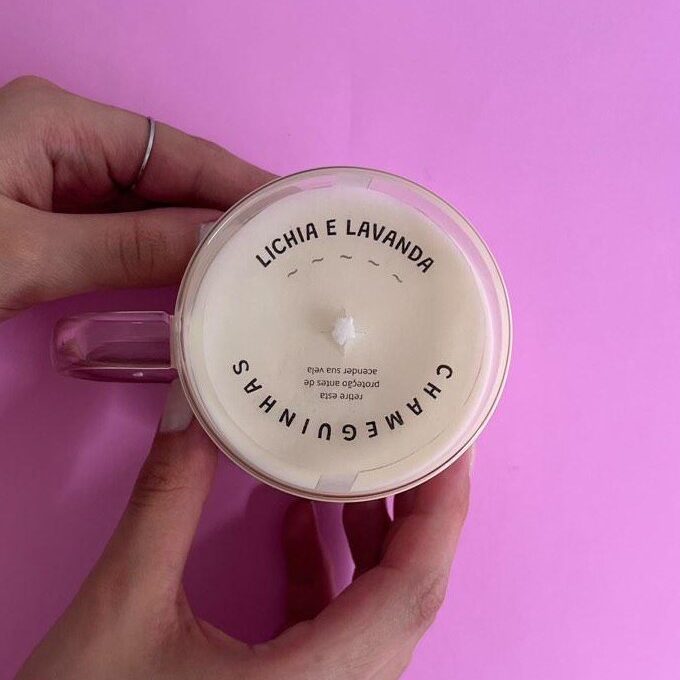 LICHIA E LAVANDA
~ ~ ~ ~ ~
retire esta
proteção antes de
acender sua vela
CHAMEGUINHAS